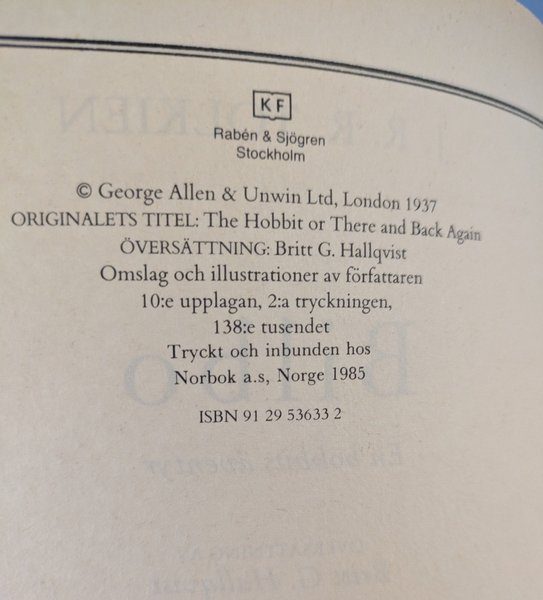 KF
Rabén & Sjögren
Stockholm
© George Allen & Unwin Ltd, London 1937
ORIGINALETS TITEL: The Hobbit or There and Back Again
ÖVERSÄTTNING: Britt G. Hallqvist
Omslag och illustrationer av författaren
10:e upplagan, 2:a tryckningen,
138:e tusendet
Tryckt och inbunden hos
Norbok a.s, Norge 1985
ISBN 91 29 53633 2